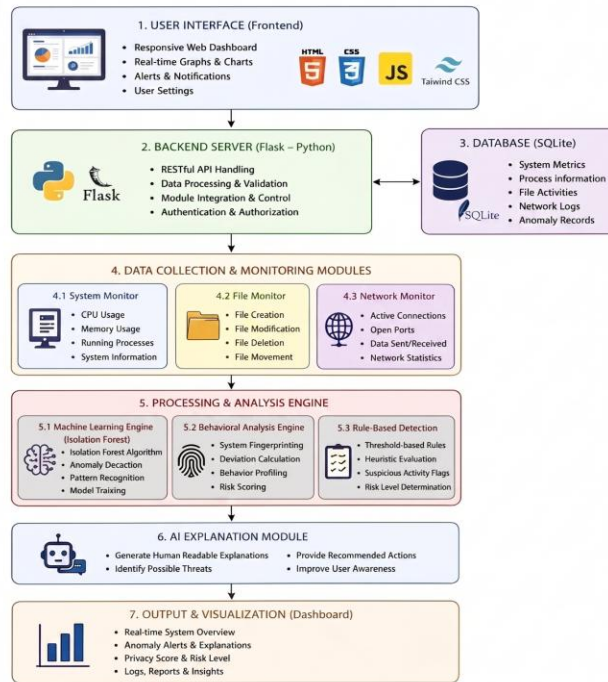 1. USER INTERFACE (Frontend)
• Responsive Web Dashboard
• Real-time Graphs & Charts
• Alerts & Notifications
• User Settings
HTML
5
CSS
3
JS
Taiwind CSS
2. BACKEND SERVER (Flask – Python)
Flask
• RESTful API Handling
• Data Processing & Validation
• Module Integration & Control
• Authentication & Authorization
3. DATABASE (SQLite)
SQLite
• System Metrics
• Process information
• File Activities
• Network Logs
• Anomaly Records
4. DATA COLLECTION & MONITORING MODULES
4.1 System Monitor
• CPU Usage
• Memory Usage
• Running Processes
• System Information
4.2 File Monitor
• File Creation
• File Modification
• File Deletion
• File Movement
4.3 Network Monitor
• Active Connections
• Open Ports
• Data Sent/Received
• Network Statistics
5. PROCESSING & ANALYSIS ENGINE
5.1 Machine Learning Engine
(Isolation Forest)
• Isolation Forest Algorithm
• Anomaly Decaction
• Pattern Recognition
• Model Traixing
5.2 Behavioral Analysis Engine
• System Fingerprinting
• Deviation Calculation
• Behavior Profiling
• Risk Scoring
5.3 Rule-Based Detection
• Threshold-based Rules
• Heuristic Evaluation
• Suspicious Activity Flags
• Risk Level Determination
6. AI EXPLANATION MODULE
• Generate Human Readable Explanations
• Identify Possible Threats
• Provide Recommended Actions
• Improve User Awareness
7. OUTPUT & VISUALIZATION (Dashboard)
• Real-time System Overview
• Anomaly Alerts & Explanations
• Privacy Score & Risk Level
• Logs, Reports & Insights